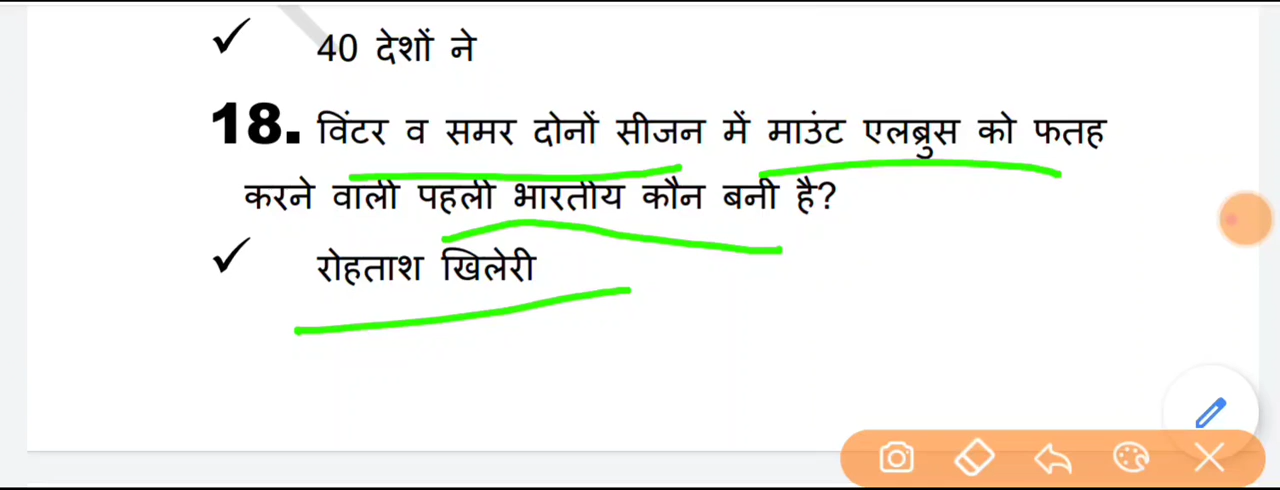 ✓ 40 देशों ने
18. विंटर व समर दोनों सीजन में माउंट एलब्रुस को फतह
करने वाली पहली भारतीय कौन बनी है?
✓ रोहताश खिलेरी